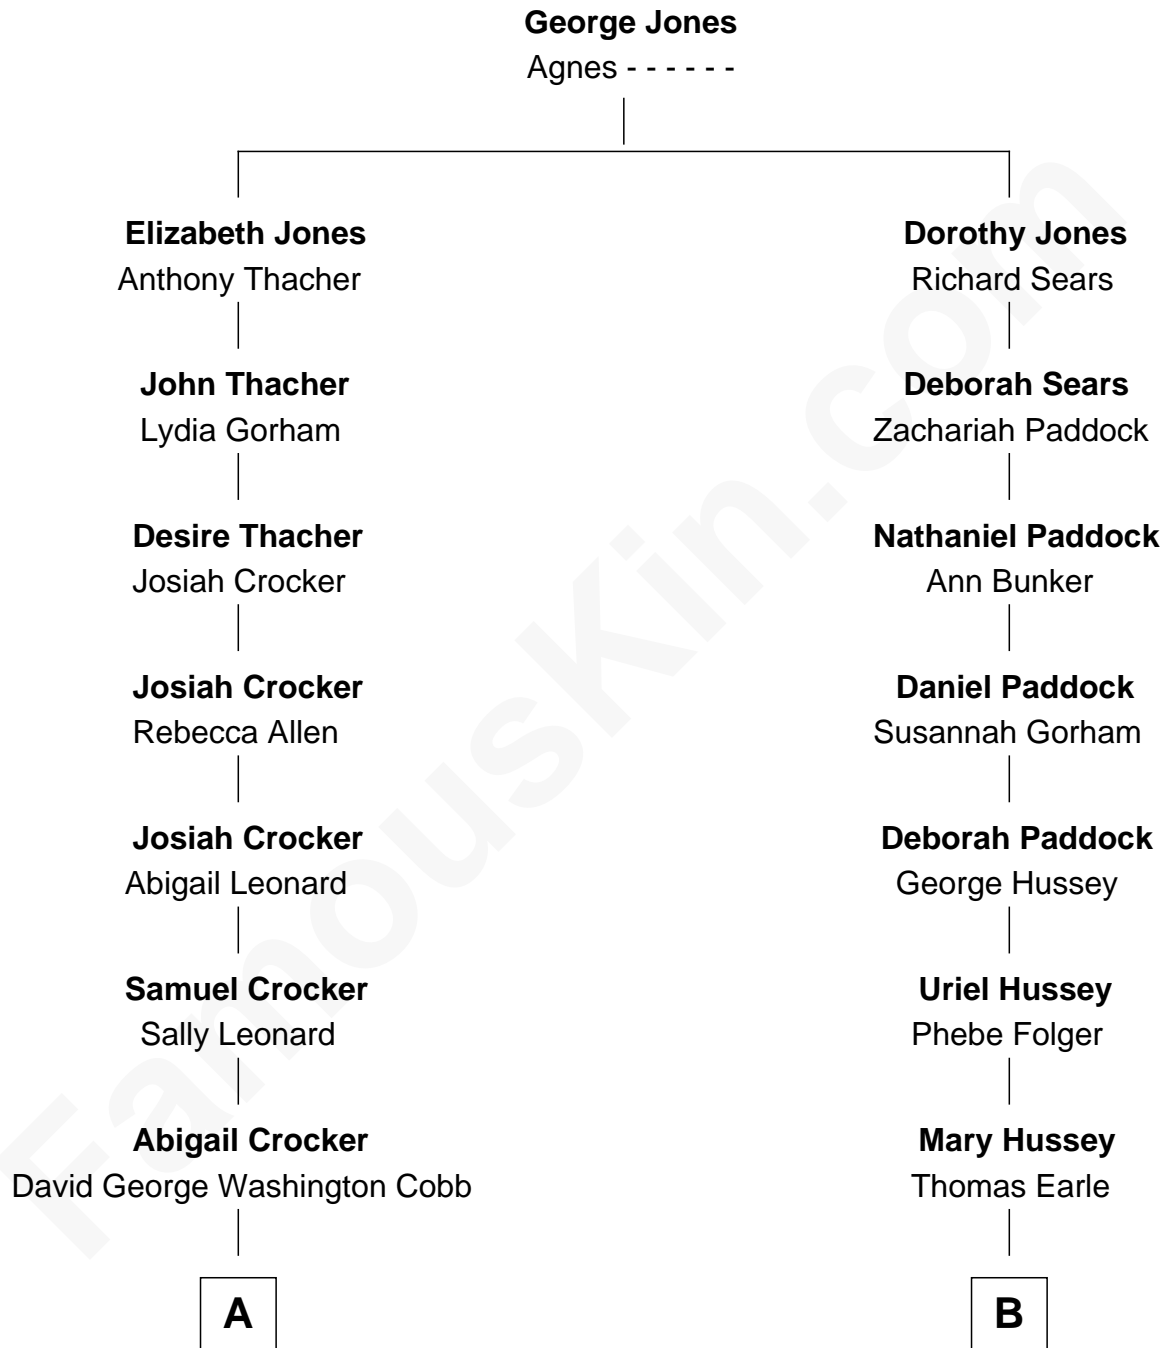 George Jones
Agnes - - - - - -
Elizabeth Jones
Anthony Thacher
Dorothy Jones
Richard Sears
John Thacher
Lydia Gorham
Deborah Sears
Zachariah Paddock
Desire Thacher
Josiah Crocker
Nathaniel Paddock
Ann Bunker
Josiah Crocker
Rebecca Allen
Daniel Paddock
Susannah Gorham
Josiah Crocker
Abigail Leonard
Deborah Paddock
George Hussey
Samuel Crocker
Sally Leonard
Uriel Hussey
Phebe Folger
Abigail Crocker
David George Washington Cobb
Mary Hussey
Thomas Earle
A
B
FamousKin.com